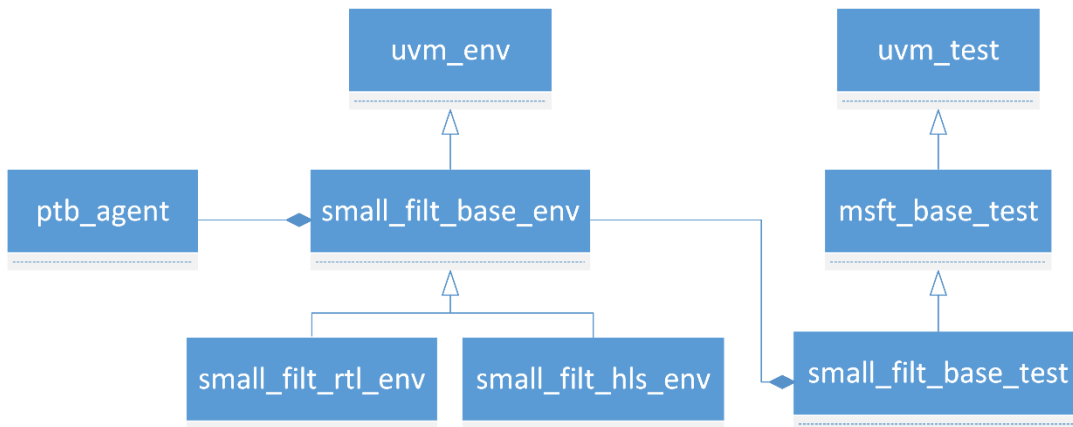 uvm_env
uvm_test
ptb_agent
small_filt_base_env
msft_base_test
small_filt_rtl_env
small_filt_hls_env
small_filt_base_test